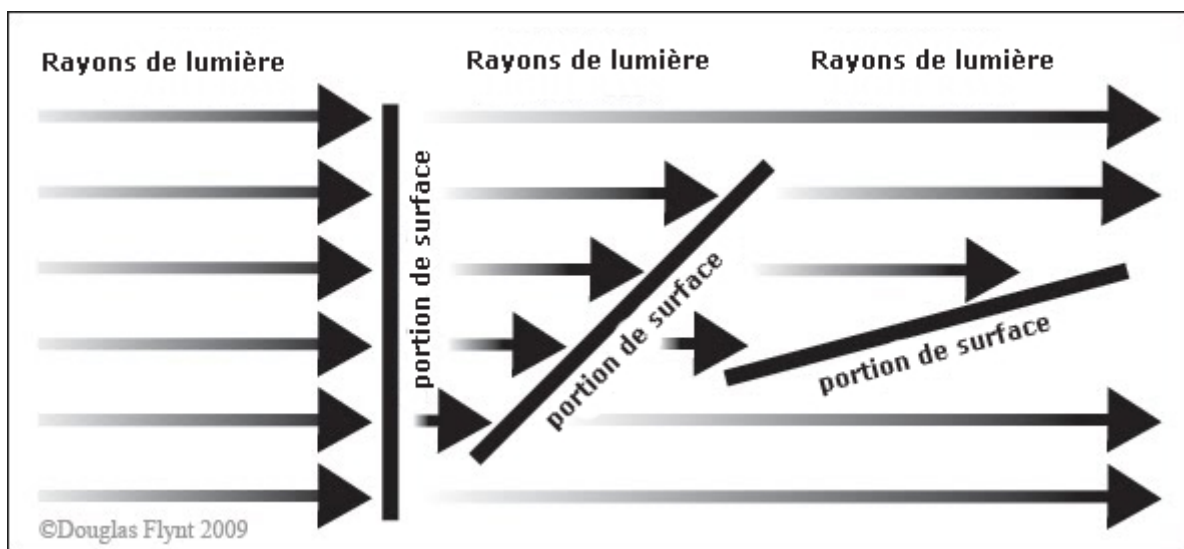 Rayons de lumière
Rayons de lumière
Rayons de lumière
portion de surface
portion de surface
portion de surface
©Douglas Flynt 2009